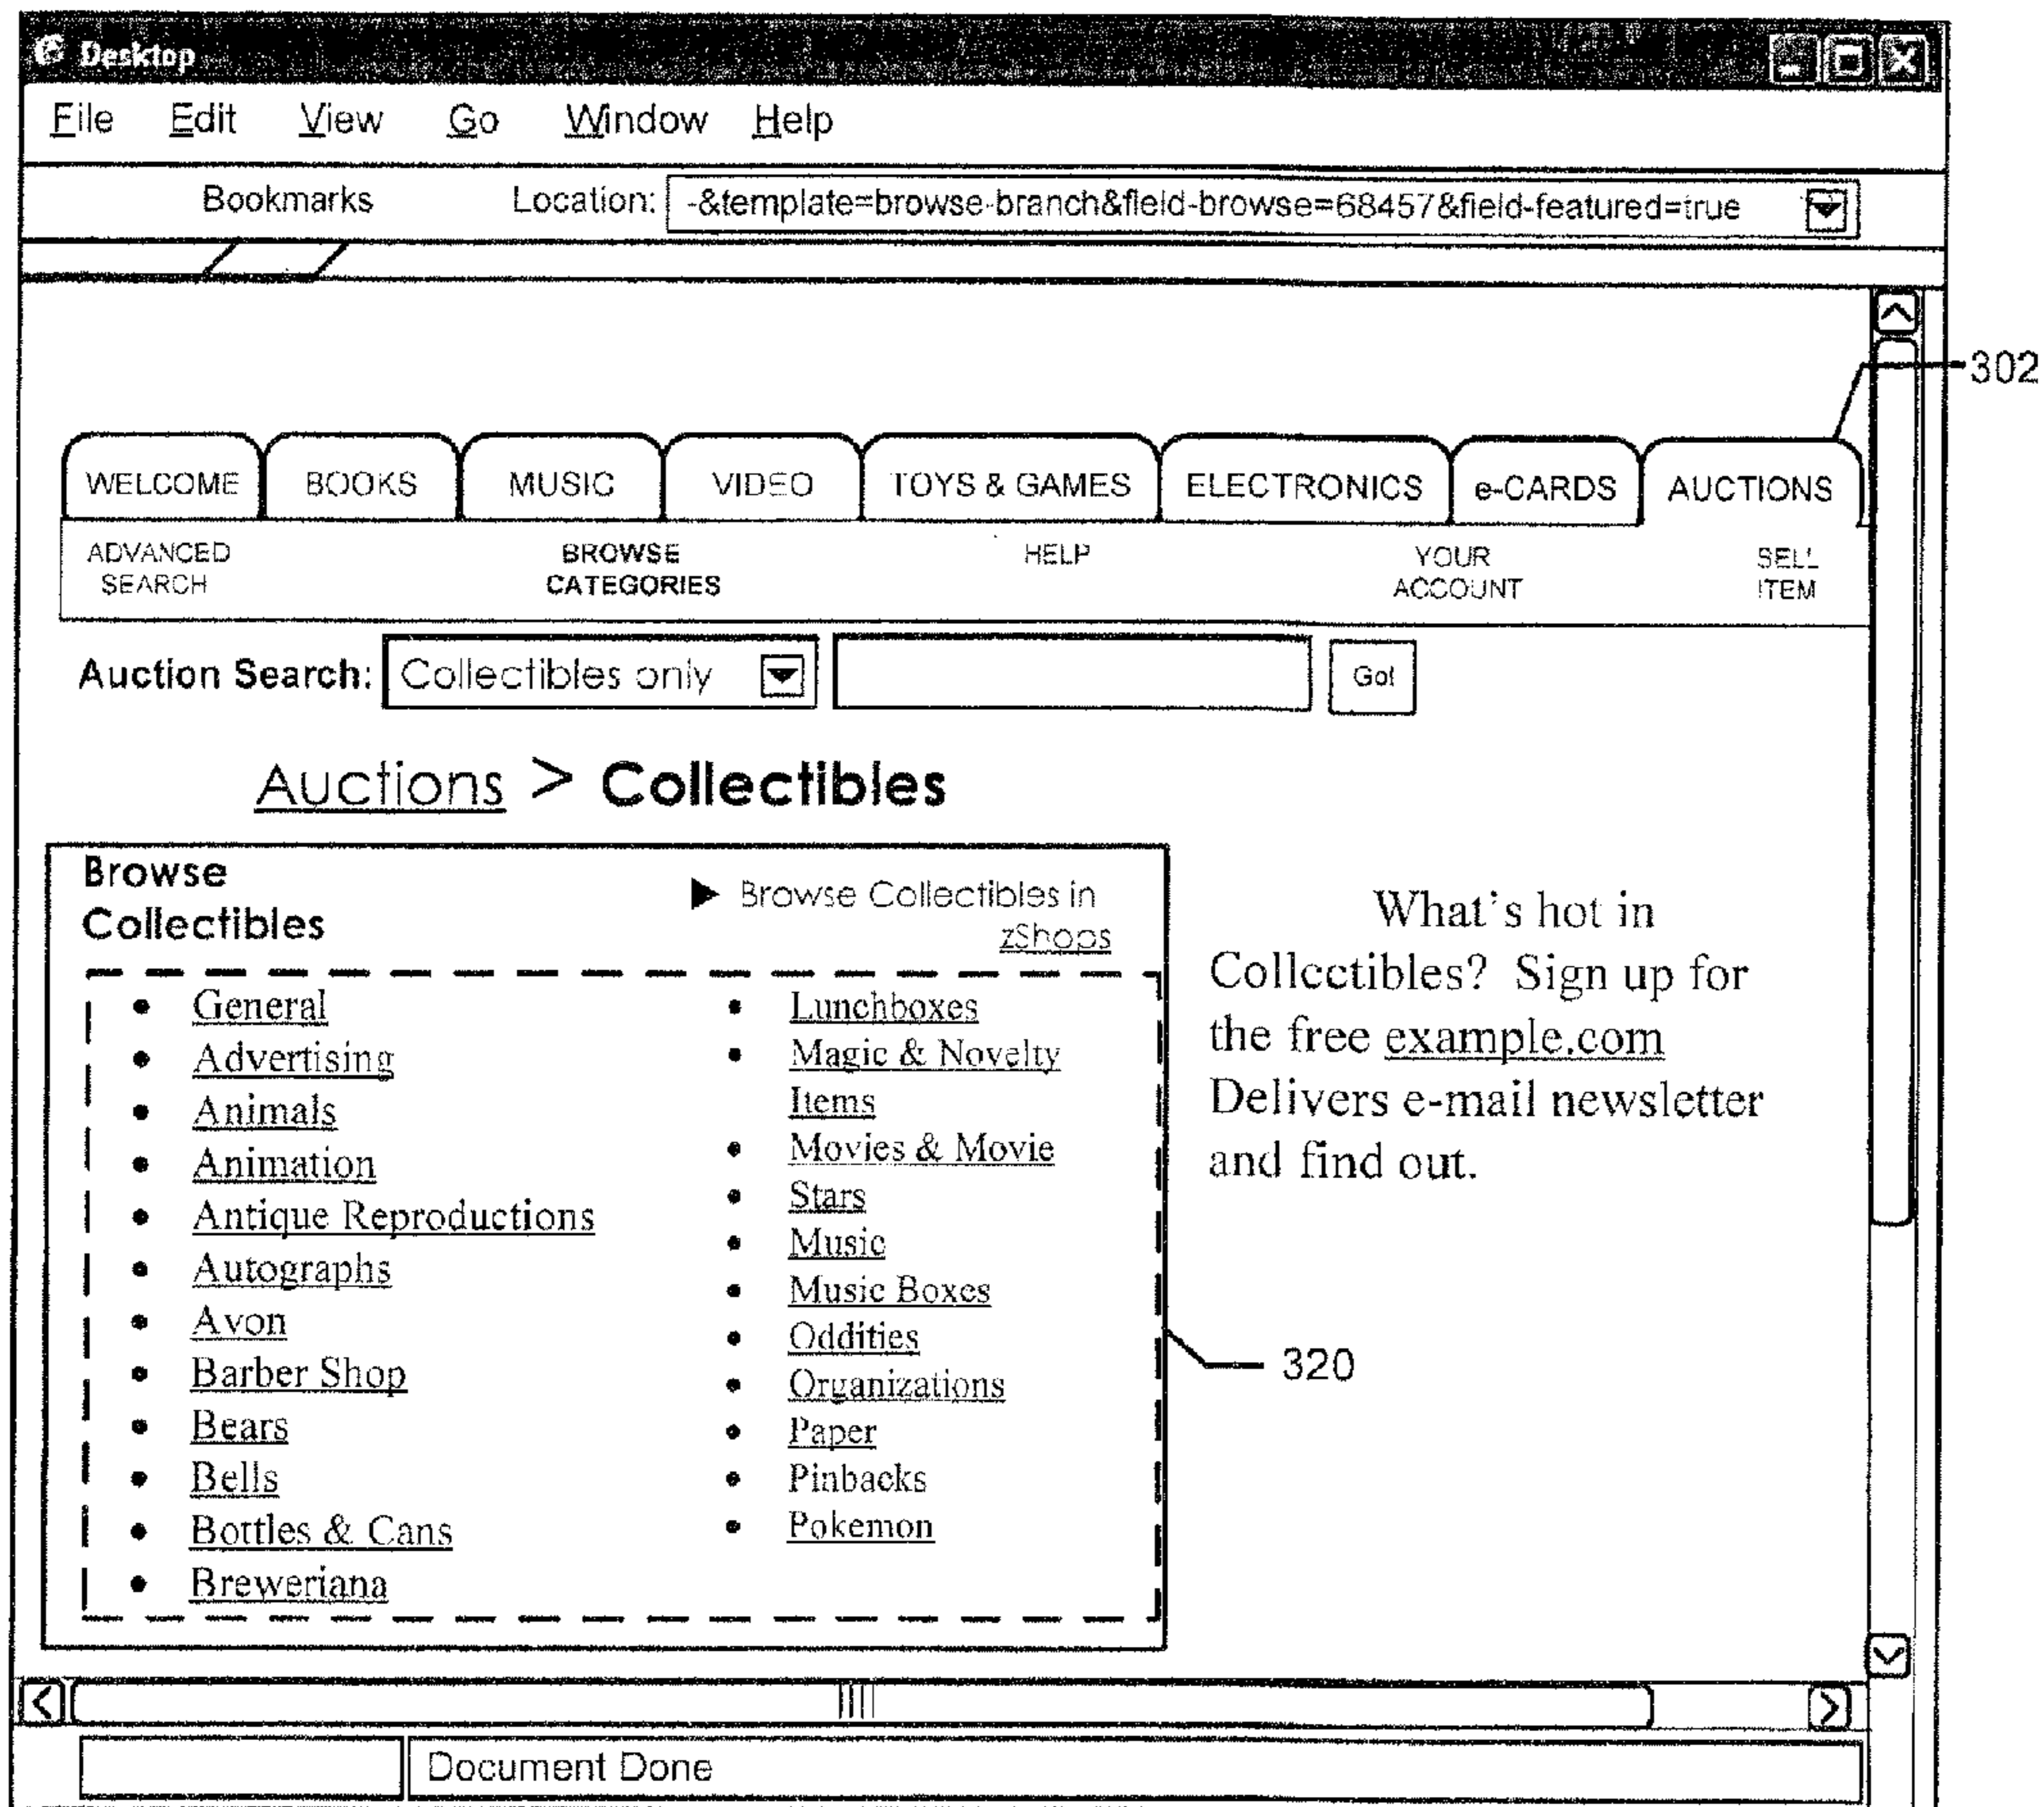 Desktop
File Edit View Go Window Help
Bookmarks Location: -&template=browse-branch&field-browse=68457&field-featured=true
302
WELCOME BOOKS MUSIC VIDEO TOYS & GAMES ELECTRONICS e-CARDS AUCTIONS
ADVANCED SEARCH BROWSE CATEGORIES HELP YOUR ACCOUNT SELL ITEM
Auction Search: Collectibles only Go!
Auctions > Collectibles
Browse
Collectibles
Browse Collectibles in
zShops
General
Advertising
Animals
Animation
Antique Reproductions
Autographs
Avon
Barber Shop
Bears
Bells
Bottles & Cans
Breweriana
Lunchboxes
Magic & Novelty
Items
Movies & Movie
Stars
Music
Music Boxes
Oddities
Organizations
Paper
Pinbacks
Pokemon
320
What's hot in
Collectibles? Sign up for
the free example.com
Delivers e-mail newsletter
and find out.
Document Done